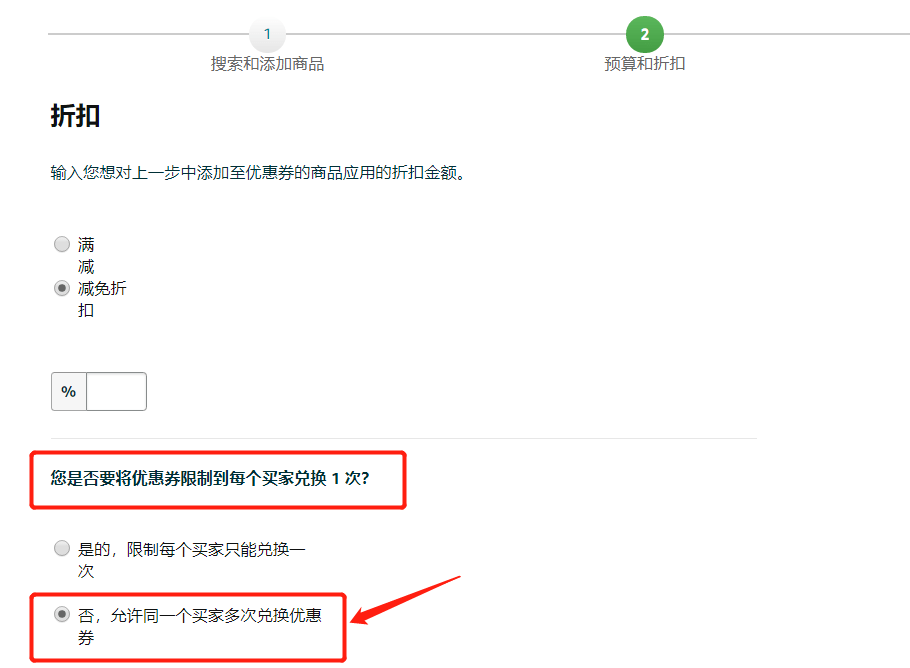 1
2
搜索和添加商品
预算和折扣
折扣
输入您想对上一步中添加至优惠券的商品应用的折扣金额。
满
减
减免折
扣
%
您是否要将优惠券限制到每个买家兑换 1 次？
是的，限制每个买家只能兑换一
次
否，允许同一个买家多次兑换优惠
券